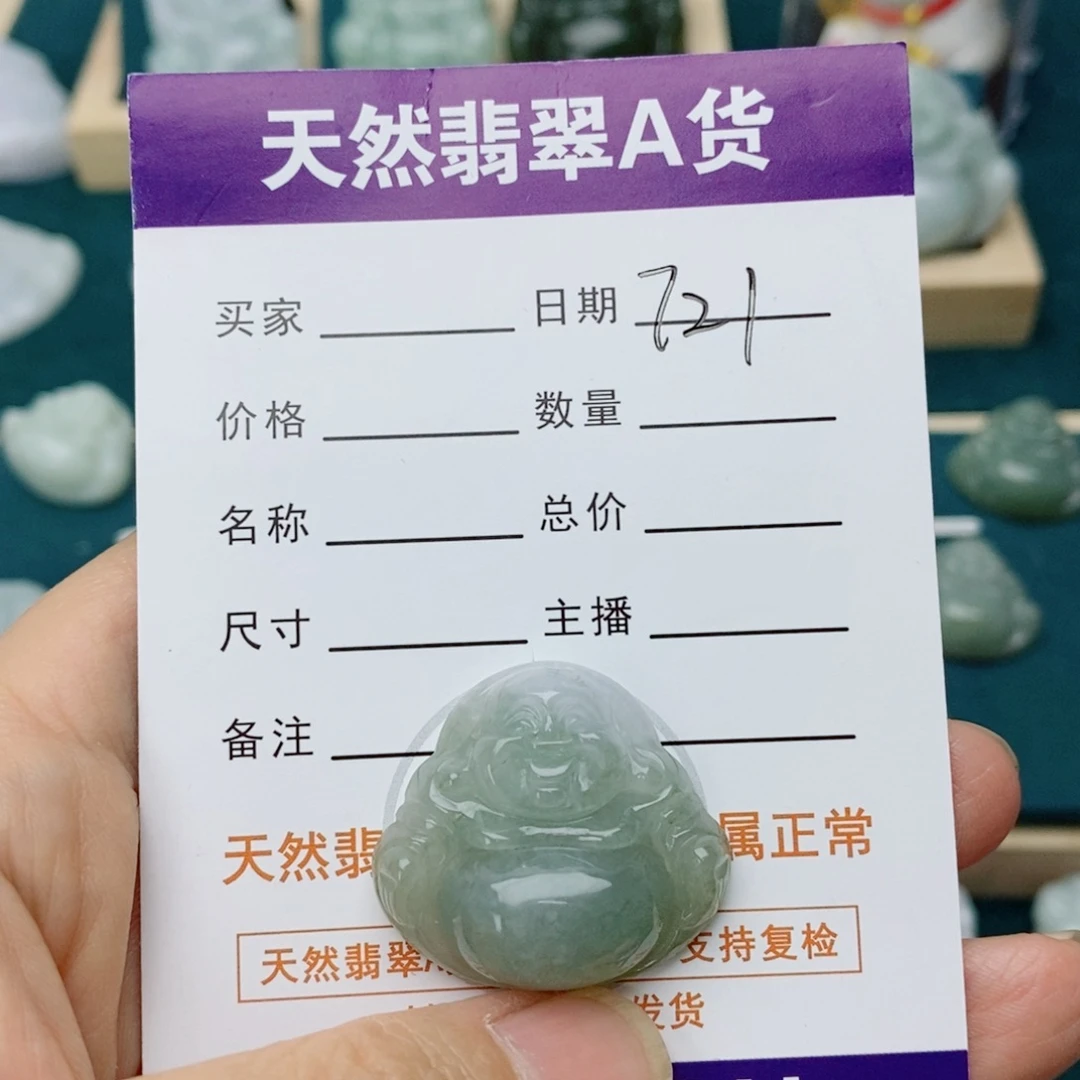 天然翡翠A货
买家 日期 721
价格 数量
名称 总价
尺寸 主播
备注
天然翡 属正常
天然翡翠 支持复检
发货